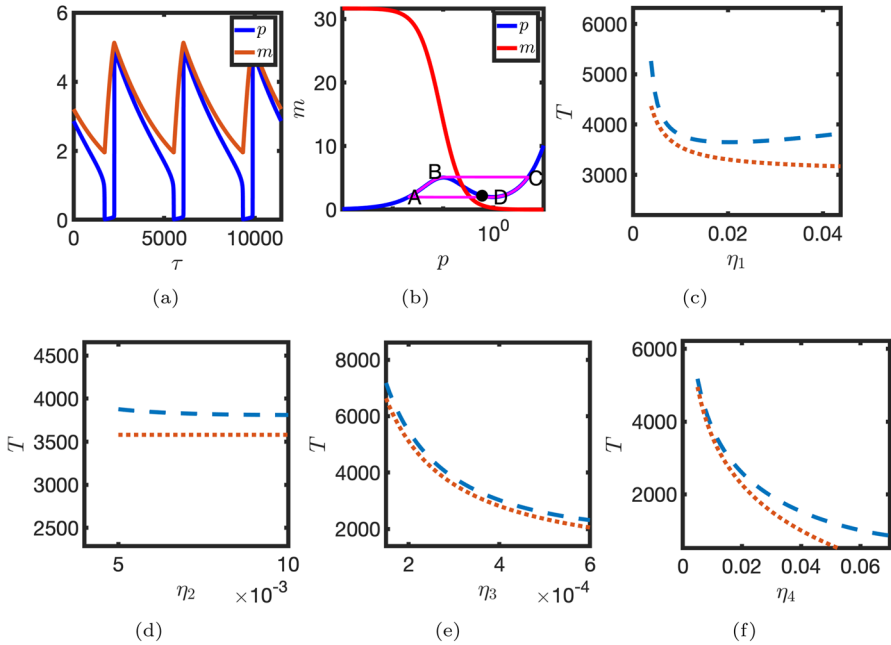 6
4
2
0
0
5000
10000
τ
p
m
(a)
30
20
10
0
m
A
B
C
D
10^0
p
p
m
(b)
6000
5000
4000
3000
T
0
0.02
0.04
η1
(c)
4500
4000
3500
3000
2500
T
5
10
η2
×10^-3
(d)
8000
6000
4000
2000
T
2
4
6
η3
×10^-4
(e)
6000
4000
2000
T
0
0.02
0.04
0.06
η4
(f)